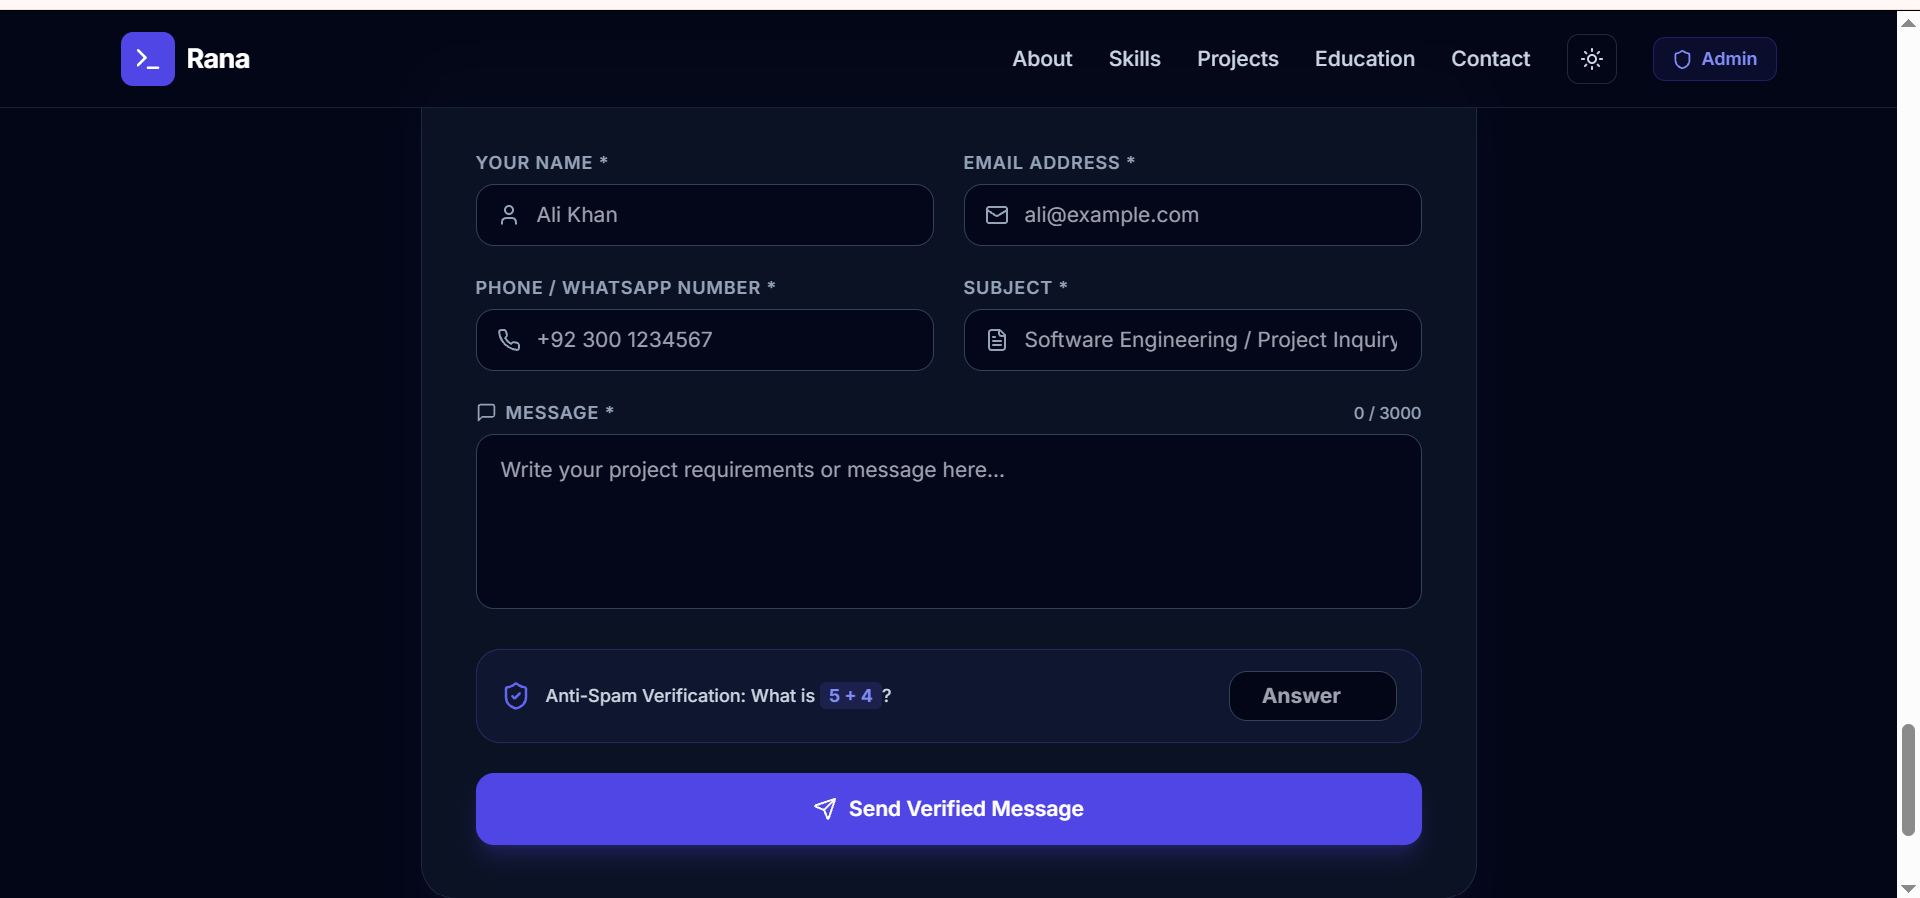 Rana
About Skills Projects Education Contact Admin
YOUR NAME * EMAIL ADDRESS *
Ali Khan ali@example.com
PHONE / WHATSAPP NUMBER * SUBJECT *
+92 300 1234567 Software Engineering / Project Inquiry
MESSAGE * 0 / 3000
Write your project requirements or message here...
Anti-Spam Verification: What is 5 + 4 ? Answer
Send Verified Message